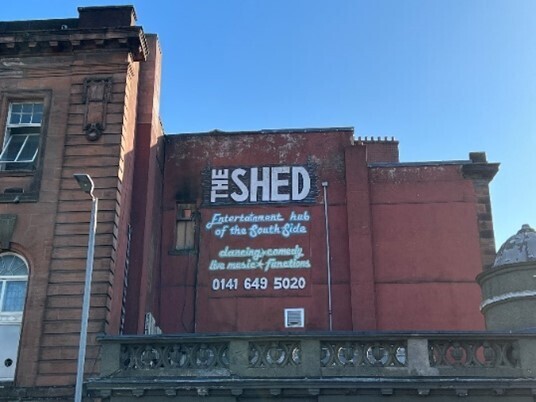 THE SHED
Entertainment hub
of the South Side
dancing + comedy
live music + functions
0141 649 5020